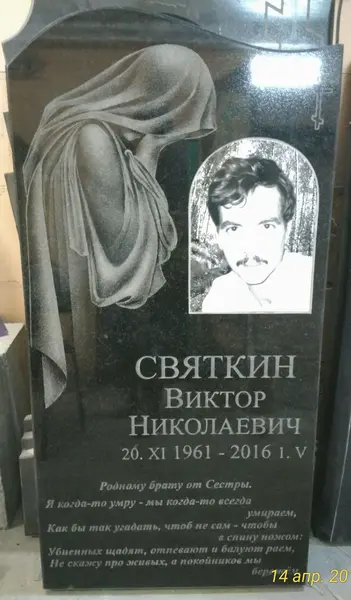 СВЯТКИН
ВИКТОР
НИКОЛАЕВИЧ
20. XI 1961 - 2016 1. V
Родному брату от Сестры.
Я когда-то умру - мы когда-то всегда
умираем,
Как бы так угадать, чтоб не сам - чтобы
в спину ножом:
Убиенных щадят, отпевают и балуют раем,
Не скажу про живых, а покойников мы
бережём
14 апр. 20